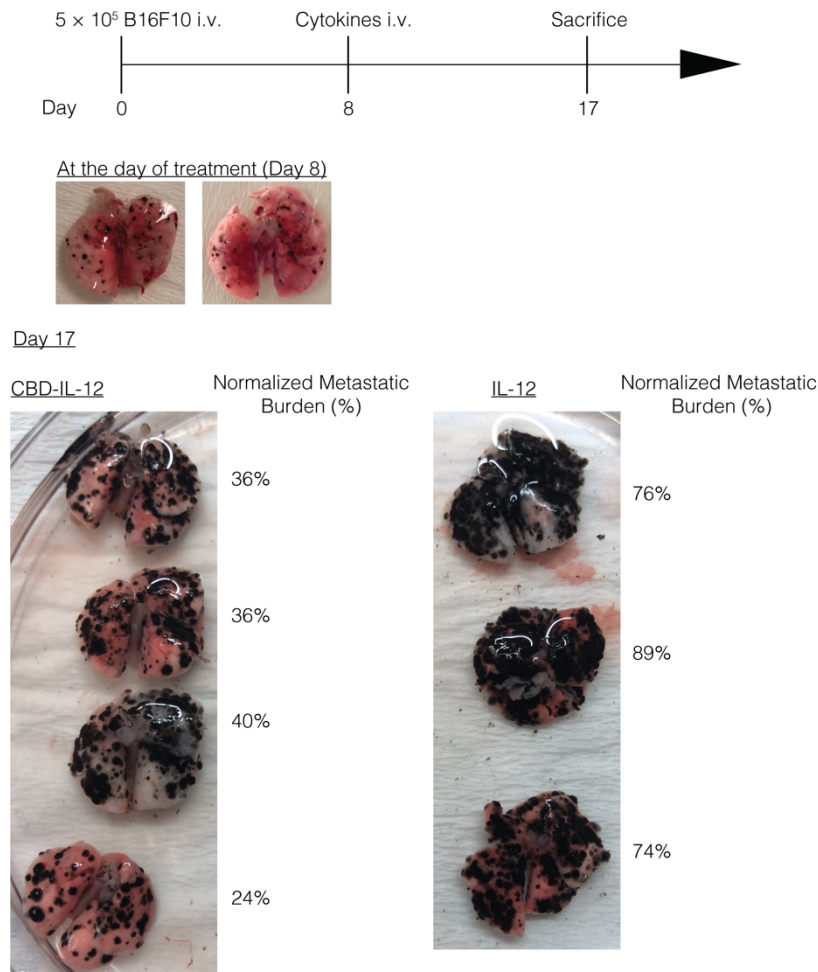 5 × 10⁵ B16F10 i.v.
Cytokines i.v.
Sacrifice
Day
0
8
17
At the day of treatment (Day 8)
Day 17
CBD-IL-12
Normalized Metastatic
Burden (%)
36%
36%
40%
24%
IL-12
Normalized Metastatic
Burden (%)
76%
89%
74%